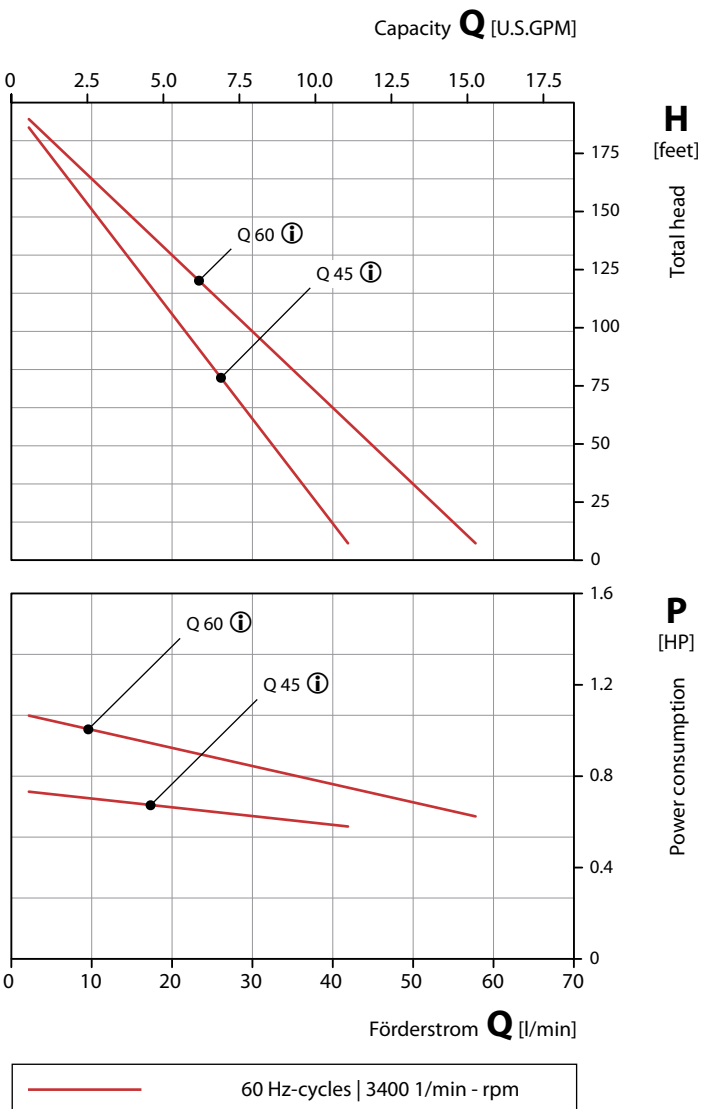 Capacity Q [U.S.GPM]
0 2.5 5.0 7.5 10.0 12.5 15.0 17.5
H
[feet]
Total head
175
150
125
100
75
50
25
0
Q 60 i
Q 45 i
1.6
P
[HP]
Power consumption
1.2
0.8
0.4
0
Q 60 i
Q 45 i
0 10 20 30 40 50 60 70
Förderstrom Q [l/min]
60 Hz-cycles | 3400 1/min - rpm